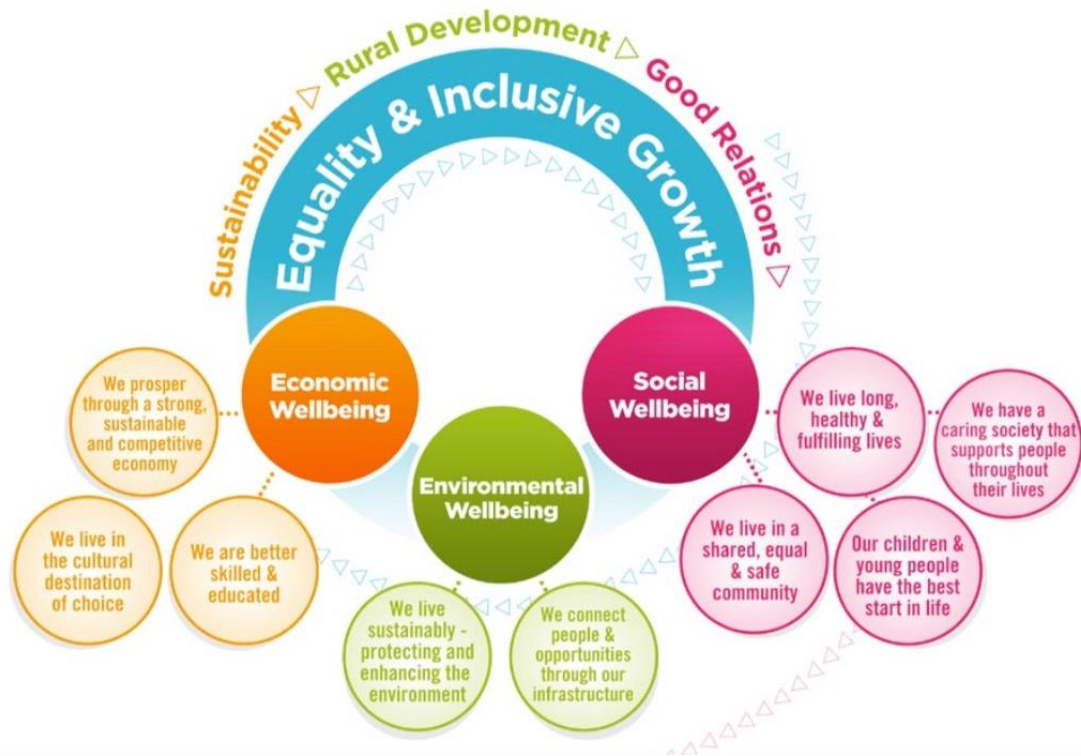 Sustainability
Rural Development
Good Relations
Equality & Inclusive Growth
Economic
Wellbeing
Environmental
Wellbeing
Social
Wellbeing
We prosper
through a strong,
sustainable
and competitive
economy
We live in
the cultural
destination
of choice
We are better
skilled &
educated
We live
sustainably -
protecting and
enhancing the
environment
We connect
people &
opportunities
through our
infrastructure
We live in a
shared, equal
& safe
community
We live long,
healthy &
fulfilling lives
Our children &
young people
have the best
start in life
We have a
caring society that
supports people
throughout
their lives